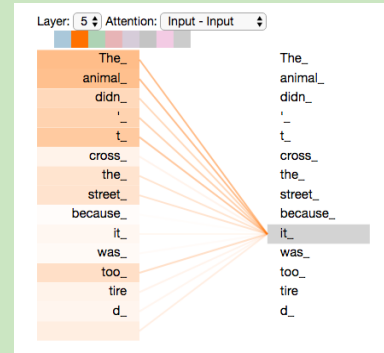 Layer: 5 Attention: Input - Input
The_ The_
animal_ animal_
didn_ didn_
'_ '_
t_ t_
cross_ cross_
the_ the_
street_ street_
because_ because_
it_ it_
was_ was_
too_ too_
tire tire
d_ d_